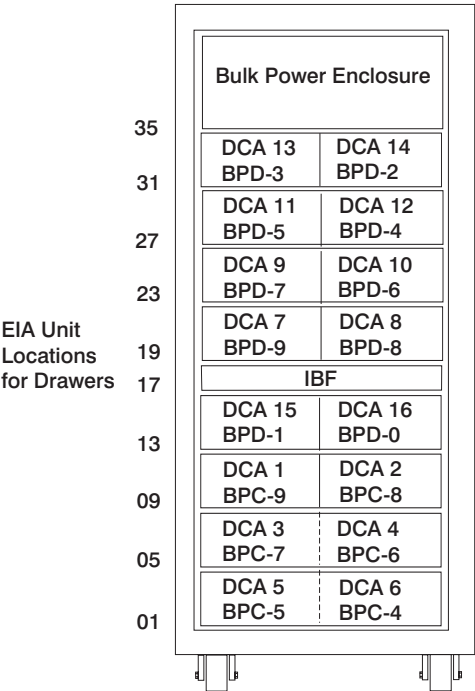 Bulk Power Enclosure
35
DCA 13 DCA 14
BPD-3 BPD-2
31
DCA 11 DCA 12
BPD-5 BPD-4
27
DCA 9 DCA 10
BPD-7 BPD-6
23
DCA 7 DCA 8
BPD-9 BPD-8
EIA Unit
Locations
for Drawers
19
17
IBF
DCA 15 DCA 16
BPD-1 BPD-0
13
DCA 1 DCA 2
BPC-9 BPC-8
09
DCA 3 DCA 4
BPC-7 BPC-6
05
DCA 5 DCA 6
BPC-5 BPC-4
01